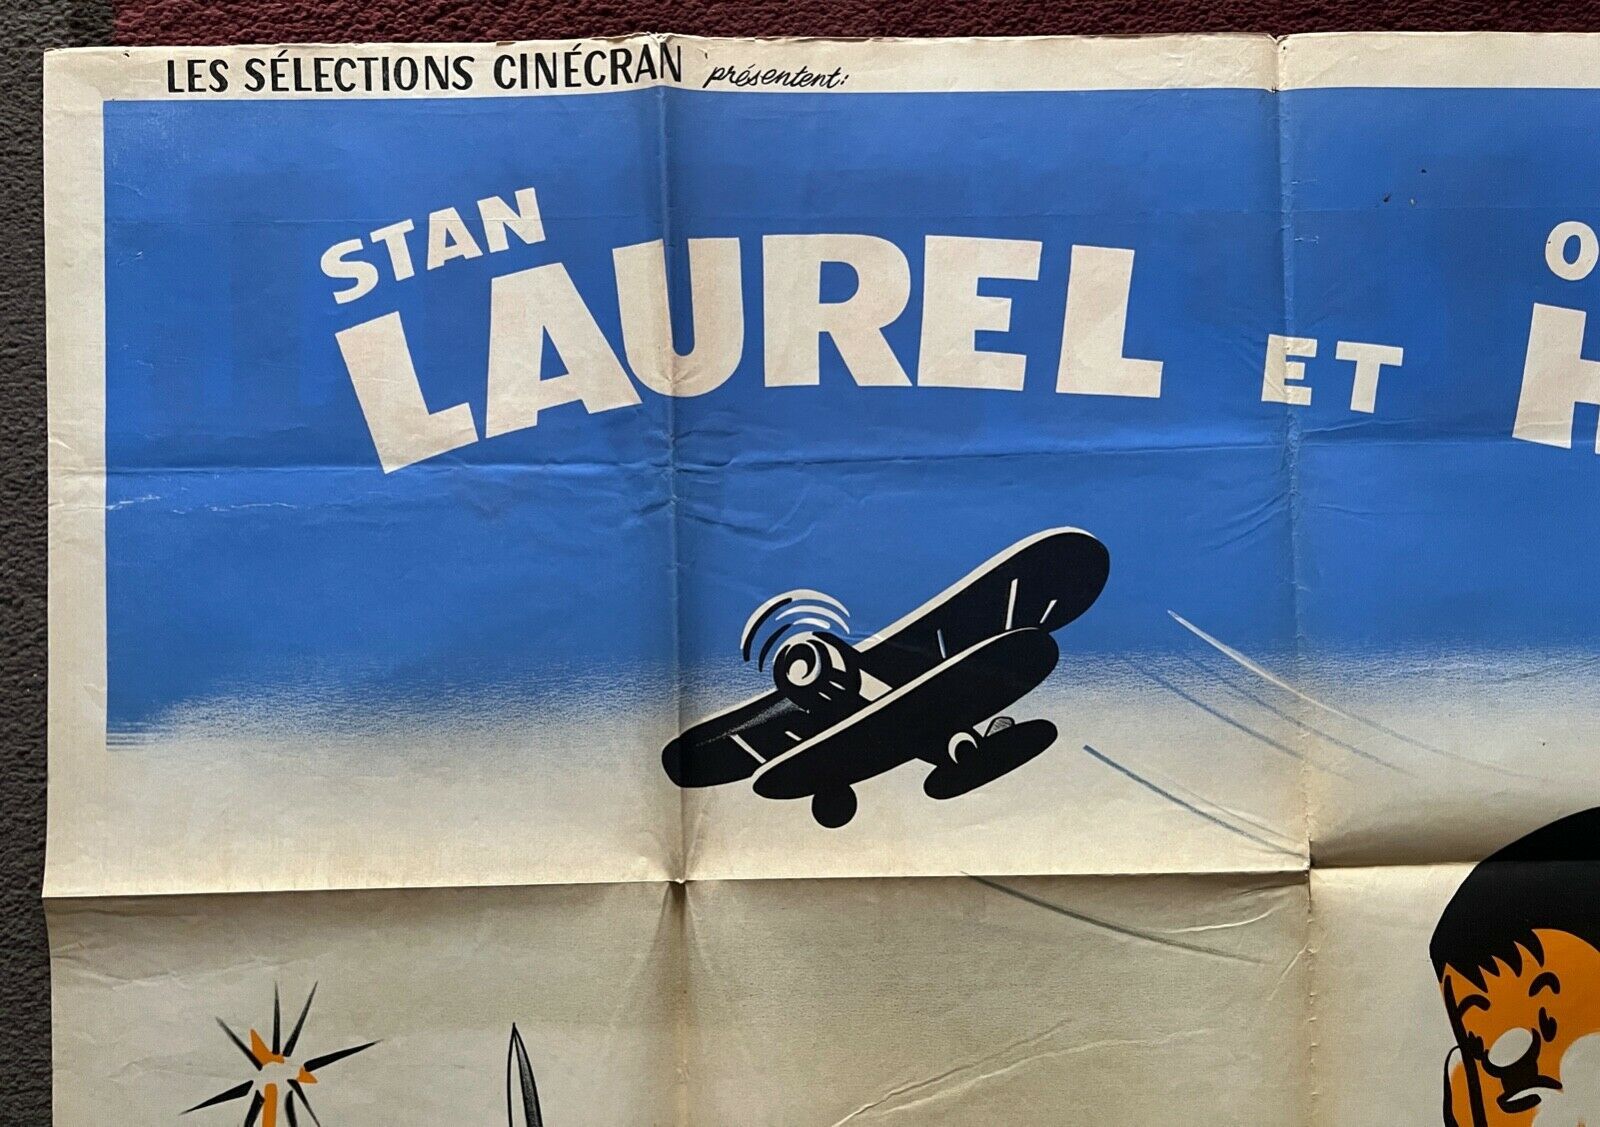 LES SÉLECTIONS CINÉCRAN présentent:
STAN
LAUREL ET H
O